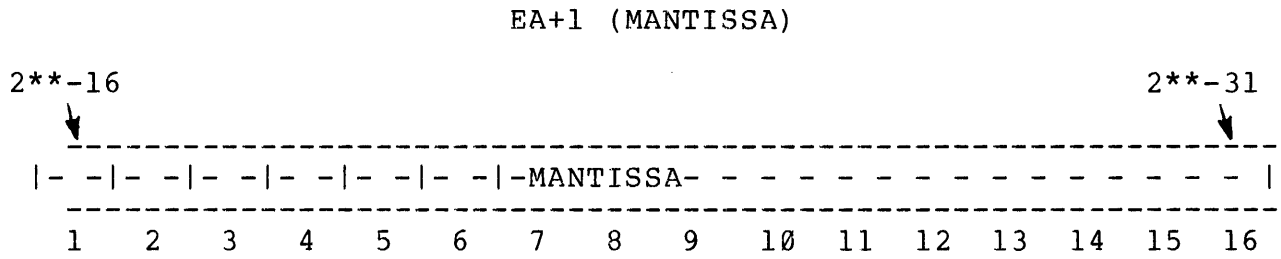 EA+1 (MANTISSA)
2**-16 2**-31
|- -|- -|- -|- -|- -|- -|-MANTISSA- - - - - - - - - - - - - - - |
1 2 3 4 5 6 7 8 9 10 11 12 13 14 15 16